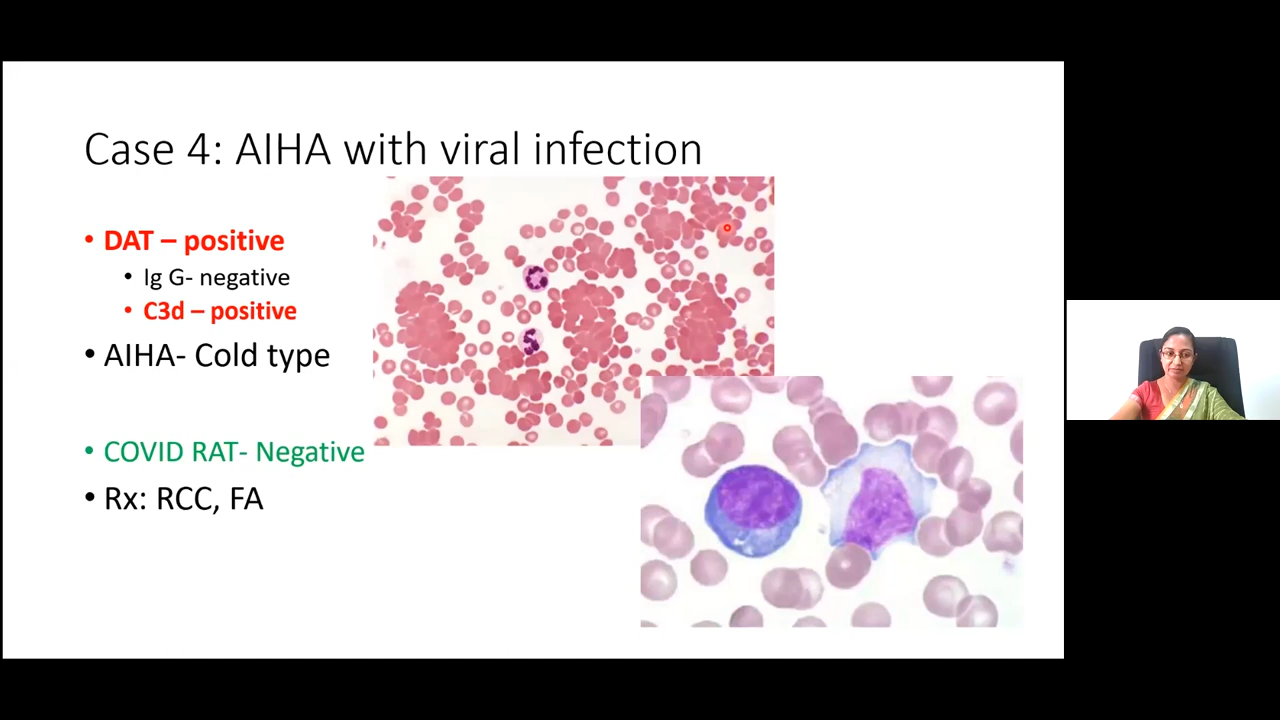 Case 4: AIHA with viral infection
• DAT – positive
• Ig G- negative
• C3d – positive
• AIHA- Cold type
• COVID RAT- Negative
• Rx: RCC, FA